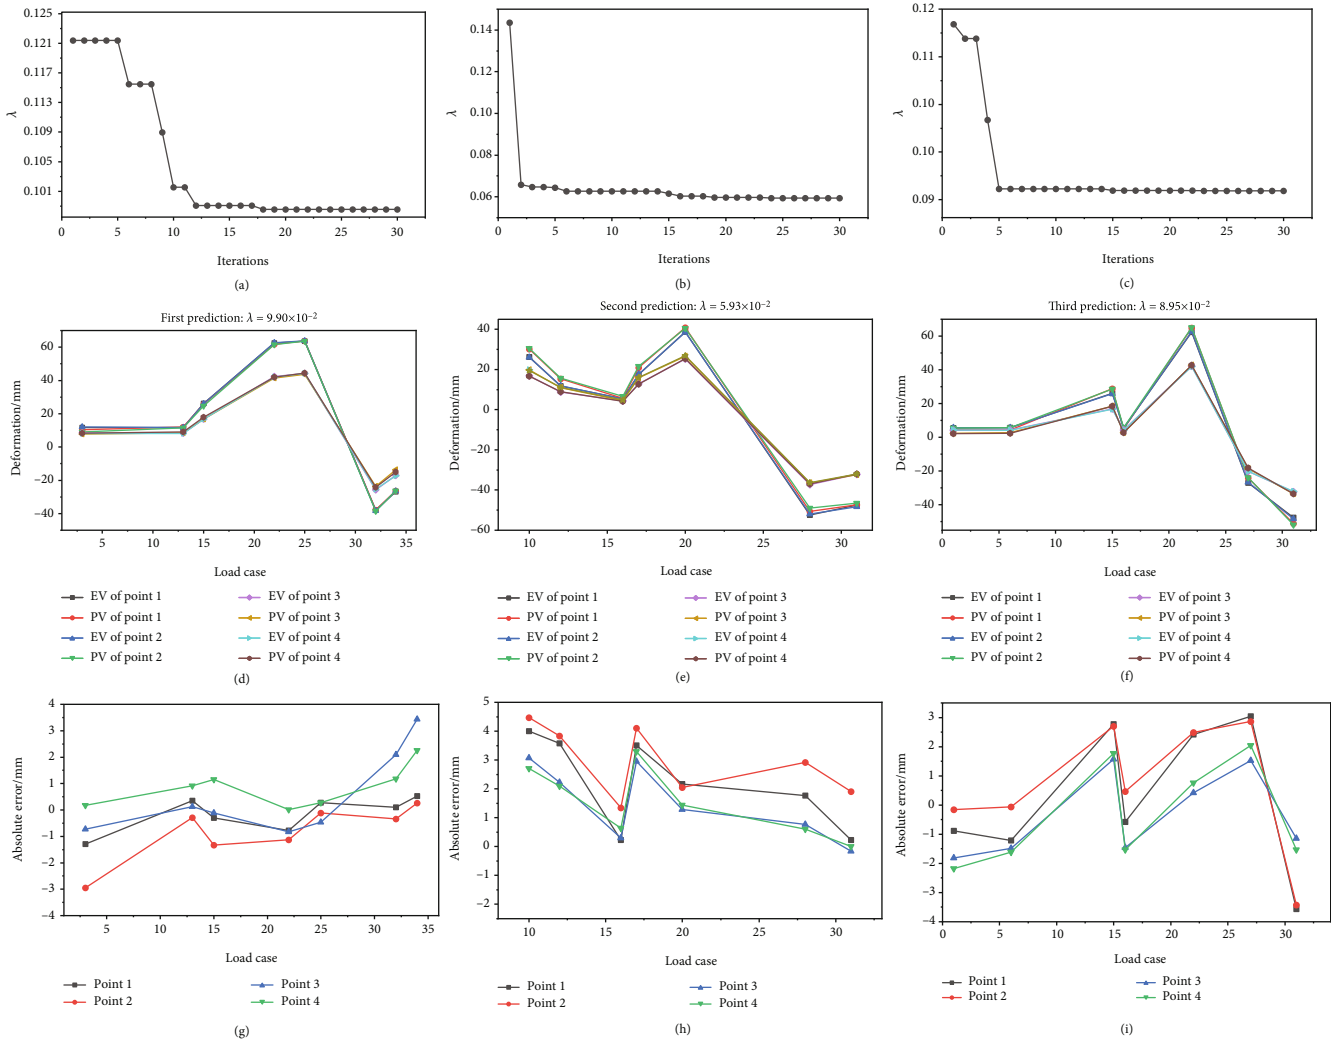 0.125
0.121
0.117
0.113
0.109
0.105
0.101
λ
0 5 10 15 20 25 30
Iterations
(a)
0.14
0.12
0.10
0.08
0.06
λ
0 5 10 15 20 25 30
Iterations
(b)
0.12
0.11
0.10
0.09
λ
0 5 10 15 20 25 30
Iterations
(c)
First prediction: λ = 9.90×10⁻²
60
40
20
0
−20
−40
Deformation/mm
5 10 15 20 25 30 35
Load case
EV of point 1 EV of point 3
PV of point 1 PV of point 3
EV of point 2 EV of point 4
PV of point 2 PV of point 4
(d)
Second prediction: λ = 5.93×10⁻²
40
20
0
−20
−40
−60
Deformation/mm
10 15 20 25 30
Load case
EV of point 1 EV of point 3
PV of point 1 PV of point 3
EV of point 2 EV of point 4
PV of point 2 PV of point 4
(e)
Third prediction: λ = 8.95×10⁻²
60
40
20
0
−20
−40
Deformation/mm
0 5 10 15 20 25 30
Load case
EV of point 1 EV of point 3
PV of point 1 PV of point 3
EV of point 2 EV of point 4
PV of point 2 PV of point 4
(f)
4
3
2
1
0
−1
−2
−3
−4
Absolute error/mm
5 10 15 20 25 30 35
Load case
Point 1 Point 3
Point 2 Point 4
(g)
5
4
3
2
1
0
−1
−2
Absolute error/mm
10 15 20 25 30
Load case
Point 1 Point 3
Point 2 Point 4
(h)
3
2
1
0
−1
−2
−3
−4
Absolute error/mm
0 5 10 15 20 25 30
Load case
Point 1 Point 3
Point 2 Point 4
(i)